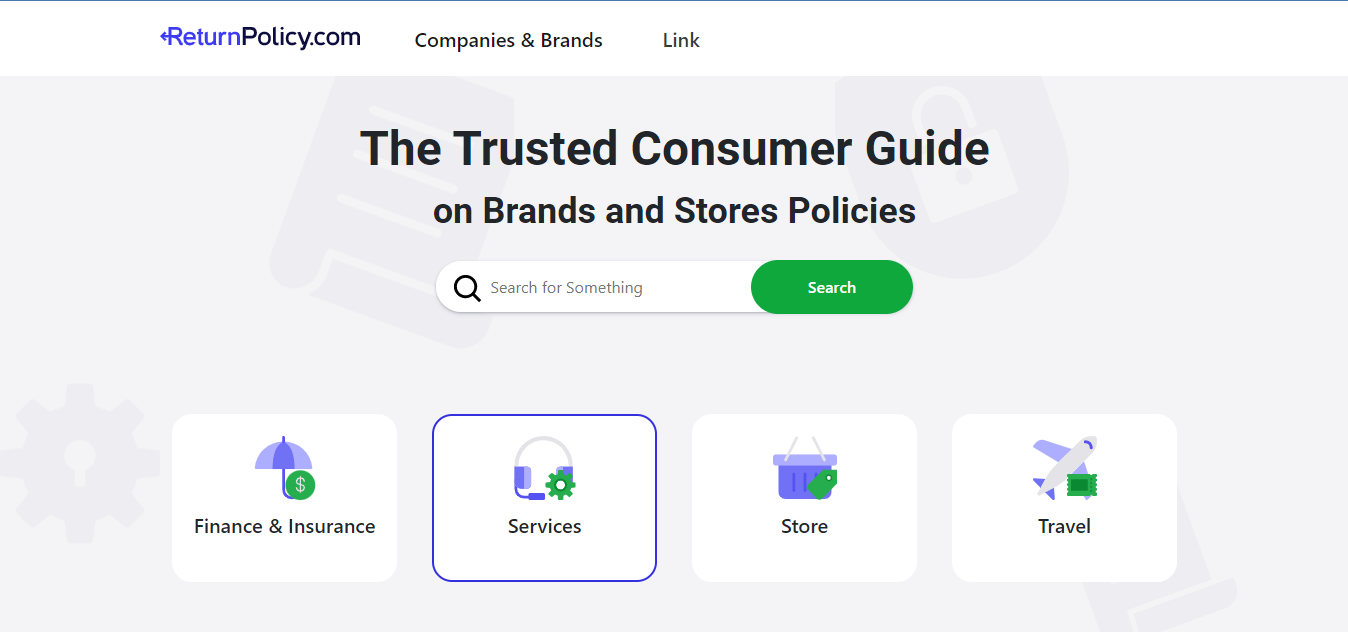 ReturnPolicy.com
Companies & Brands
Link
The Trusted Consumer Guide
on Brands and Stores Policies
Search for Something
Search
$
Finance & Insurance
Services
Store
Travel